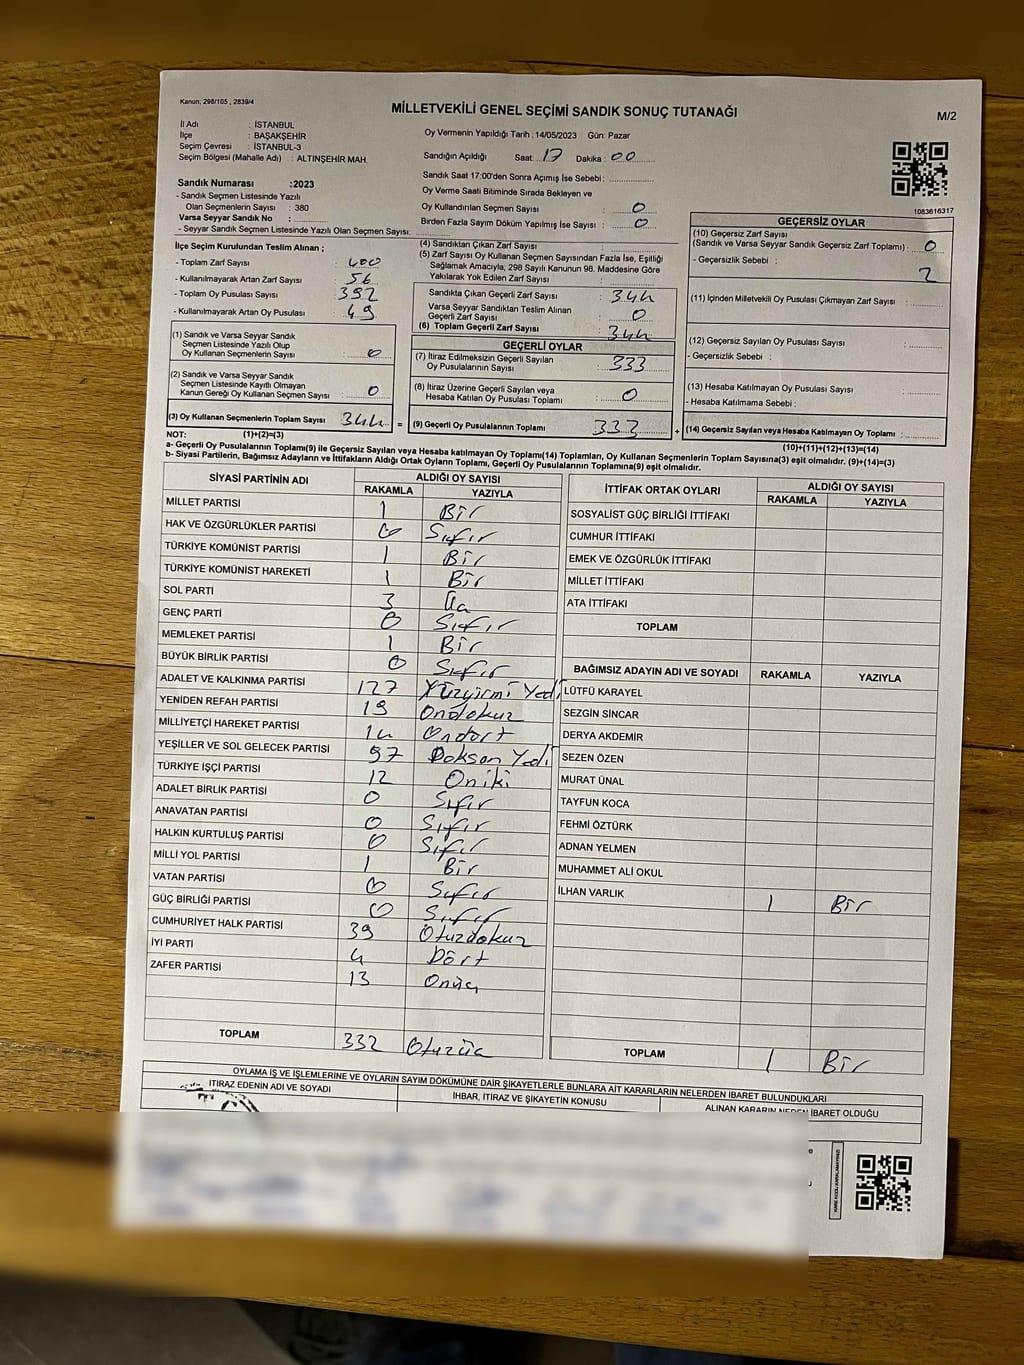 Kanun: 298/105 , 2839/4
MİLLETVEKİLİ GENEL SEÇİMİ SANDIK SONUÇ TUTANAĞI
M/2
İl Adı : İSTANBUL
İlçe : BAŞAKŞEHİR
Seçim Çevresi : İSTANBUL-3
Seçim Bölgesi (Mahalle Adı) : ALTINŞEHİR MAH.
Sandık Numarası :2023
- Sandık Seçmen Listesinde Yazılı
Olan Seçmenlerin Sayısı : 380
Varsa Seyyar Sandık No :
- Seyyar Sandık Seçmen Listesinde Yazılı Olan Seçmen Sayısı:
Oy Vermenin Yapıldığı Tarih : 14/05/2023 Gün: Pazar
Sandığın Açıldığı Saat: 17 Dakika : 00
Sandık Saat 17:00'den Sonra Açılmış İse Sebebi :
Oy Verme Saati Bitiminde Sırada Bekleyen ve
Oy Kullandırılan Seçmen Sayısı : 0
Birden Fazla Sayım Döküm Yapılmış İse Sayısı : 0
1083616317
İlçe Seçim Kurulundan Teslim Alınan ;
- Toplam Zarf Sayısı : 400
- Kullanılmayarak Artan Zarf Sayısı : 56
- Toplam Oy Pusulası Sayısı : 392
- Kullanılmayarak Artan Oy Pusulası : 49
(1) Sandık ve Varsa Seyyar Sandık
Seçmen Listesinde Yazılı Olup
Oy Kullanan Seçmenlerin Sayısı : 0
(2) Sandık ve Varsa Seyyar Sandık
Seçmen Listesinde Kayıtlı Olmayan
Kanun Gereği Oy Kullanan Seçmen Sayısı : 0
(3) Oy Kullanan Seçmenlerin Toplam Sayısı : 344 =
(1)+(2)=(3)
(4) Sandıktan Çıkan Zarf Sayısı :
(5) Zarf Sayısı Oy Kullanan Seçmen Sayısından Fazla İse, Eşitliği
Sağlamak Amacıyla, 298 Sayılı Kanunun 98. Maddesine Göre
Yakılarak Yok Edilen Zarf Sayısı :
Sandıkta Çıkan Geçerli Zarf Sayısı : 344
Varsa Seyyar Sandıktan Teslim Alınan
Geçerli Zarf Sayısı : 0
(6) Toplam Geçerli Zarf Sayısı : 344
GEÇERLİ OYLAR
(7) İtiraz Edilmeksizin Geçerli Sayılan
Oy Pusulalarının Sayısı : 333
(8) İtiraz Üzerine Geçerli Sayılan veya
Hesaba Katılan Oy Pusulası Toplamı : 0
(9) Geçerli Oy Pusulalarının Toplamı : 333 +
GEÇERSİZ OYLAR
(10) Geçersiz Zarf Sayısı
(Sandık ve Varsa Seyyar Sandık Geçersiz Zarf Toplamı) : 0
- Geçersizlik Sebebi : 2
(11) İçinden Milletvekili Oy Pusulası Çıkmayan Zarf Sayısı :
(12) Geçersiz Sayılan Oy Pusulası Sayısı :
- Geçersizlik Sebebi :
(13) Hesaba Katılmayan Oy Pusulası Sayısı :
- Hesaba Katılmama Sebebi :
(14) Geçersiz Sayılan veya Hesaba Katılmayan Oy Toplamı :
(10)+(11)+(12)+(13)=(14)
NOT:
a- Geçerli Oy Pusulalarının Toplamı(9) ile Geçersiz Sayılan veya Hesaba katılmayan Oy Toplamı(14) Toplamları, Oy Kullanan Seçmenlerin Toplam Sayısına(3) eşit olmalıdır. (9)+(14)=(3)
b- Siyasi Partilerin, Bağımsız Adayların ve İttifakların Aldığı Ortak Oyların Toplamı, Geçerli Oy Pusulalarının Toplamına(9) eşit olmalıdır.
SİYASİ PARTİNİN ADI ALDIĞI OY SAYISI
RAKAMLA YAZIYLA
MİLLET PARTİSİ 1 Bir
HAK VE ÖZGÜRLÜKLER PARTİSİ 0 Sıfır
TÜRKİYE KOMÜNİST PARTİSİ 1 Bir
TÜRKİYE KOMÜNİST HAREKETİ 1 Bir
SOL PARTİ 3 Üç
GENÇ PARTİ 0 Sıfır
MEMLEKET PARTİSİ 1 Bir
BÜYÜK BİRLİK PARTİSİ 0 Sıfır
ADALET VE KALKINMA PARTİSİ 127 Yüzyirmi Yedi
YENİDEN REFAH PARTİSİ 19 Ondokuz
MİLLİYETÇİ HAREKET PARTİSİ 14 Ondört
YEŞİLLER VE SOL GELECEK PARTİSİ 97 Doksan Yedi
TÜRKİYE İŞÇİ PARTİSİ 12 Oniki
ADALET BİRLİK PARTİSİ 0 Sıfır
ANAVATAN PARTİSİ 0 Sıfır
HALKIN KURTULUŞ PARTİSİ 0 Sıfır
MİLLİ YOL PARTİSİ 1 Bir
VATAN PARTİSİ 0 Sıfır
GÜÇ BİRLİĞİ PARTİSİ 0 Sıfır
CUMHURİYET HALK PARTİSİ 39 Otuzdokuz
İYİ PARTİ 4 Dört
ZAFER PARTİSİ 13 Onüç
TOPLAM 332 Otuzüç
İTTİFAK ORTAK OYLARI ALDIĞI OY SAYISI
RAKAMLA YAZIYLA
SOSYALİST GÜÇ BİRLİĞİ İTTİFAKI
CUMHUR İTTİFAKI
EMEK VE ÖZGÜRLÜK İTTİFAKI
MİLLET İTTİFAKI
ATA İTTİFAKI
TOPLAM
BAĞIMSIZ ADAYIN ADI VE SOYADI RAKAMLA YAZIYLA
LÜTFÜ KARAYEL
SEZGİN SİNCAR
DERYA AKDEMİR
SEZEN ÖZEN
MURAT ÜNAL
TAYFUN KOCA
FEHMİ ÖZTÜRK
ADNAN YELMEN
MUHAMMET ALİ OKUL
İLHAN VARLIK 1 Bir
TOPLAM 1 Bir
OYLAMA İŞ VE İŞLEMLERİNE VE OYLARIN SAYIM DÖKÜMÜNE DAİR ŞİKAYETLERLE BUNLARA AİT KARARLARIN NELERDEN İBARET BULUNDUKLARI
İTİRAZ EDENİN ADI VE SOYADI
İHBAR, İTİRAZ VE ŞİKAYETİN KONUSU
ALINAN KARARIN NEDEN İBARET OLDUĞU